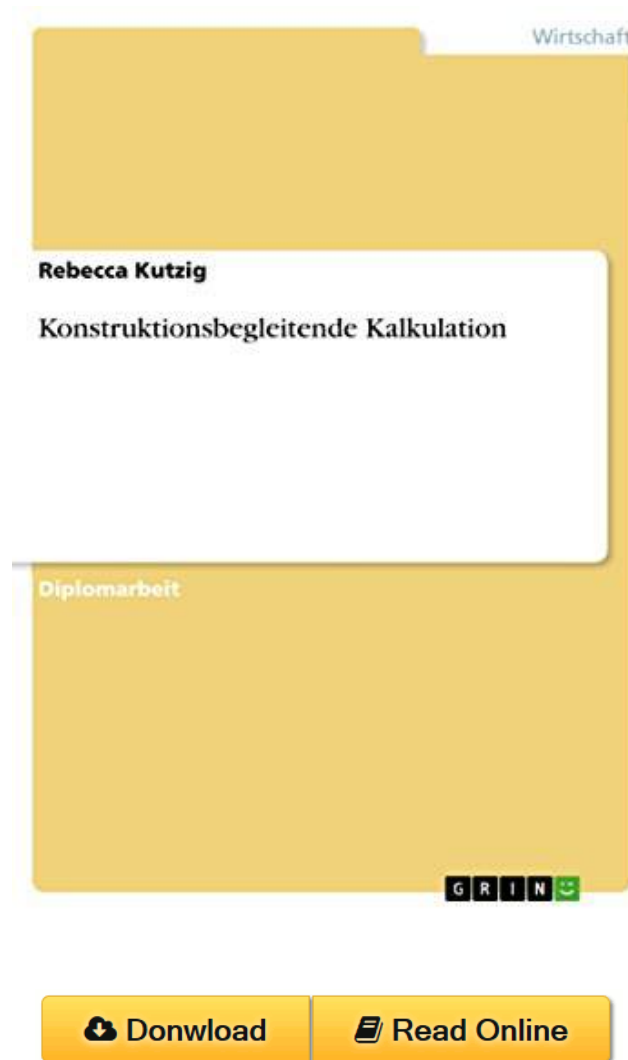 Wirtschaft
Rebecca Kutzig
Konstruktionsbegleitende Kalkulation
Diplomarbeit
GRIN
Donwload
Read Online